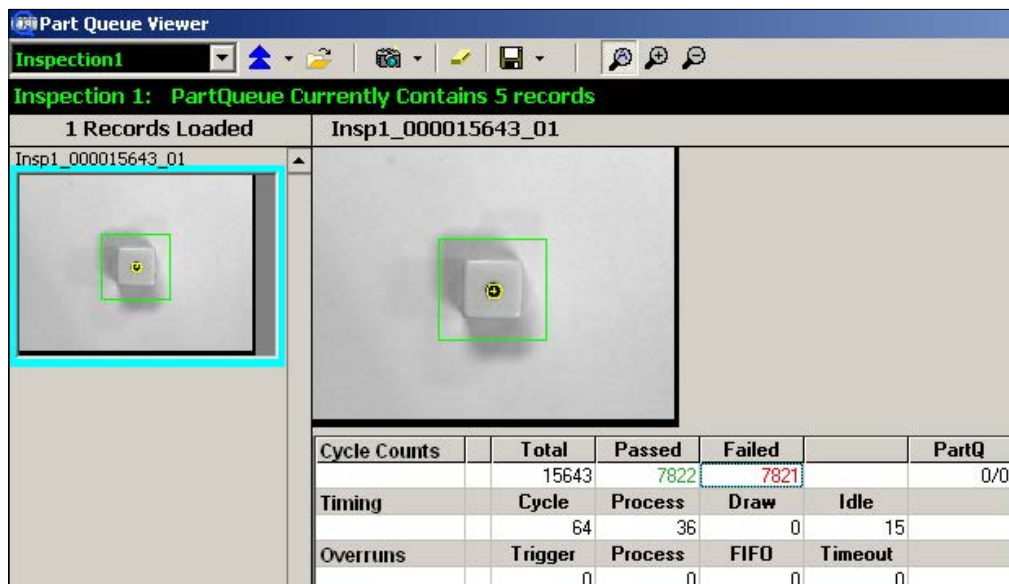 Part Queue Viewer
Inspection1
Inspection 1: PartQueue Currently Contains 5 records
1 Records Loaded
Insp1_000015643_01
Insp1_000015643_01
Cycle Counts Total Passed Failed PartQ
15643 7822 7821 0/0
Timing Cycle Process Draw Idle
64 36 0 15
Overruns Trigger Process FIFO Timeout
0 0 0 0